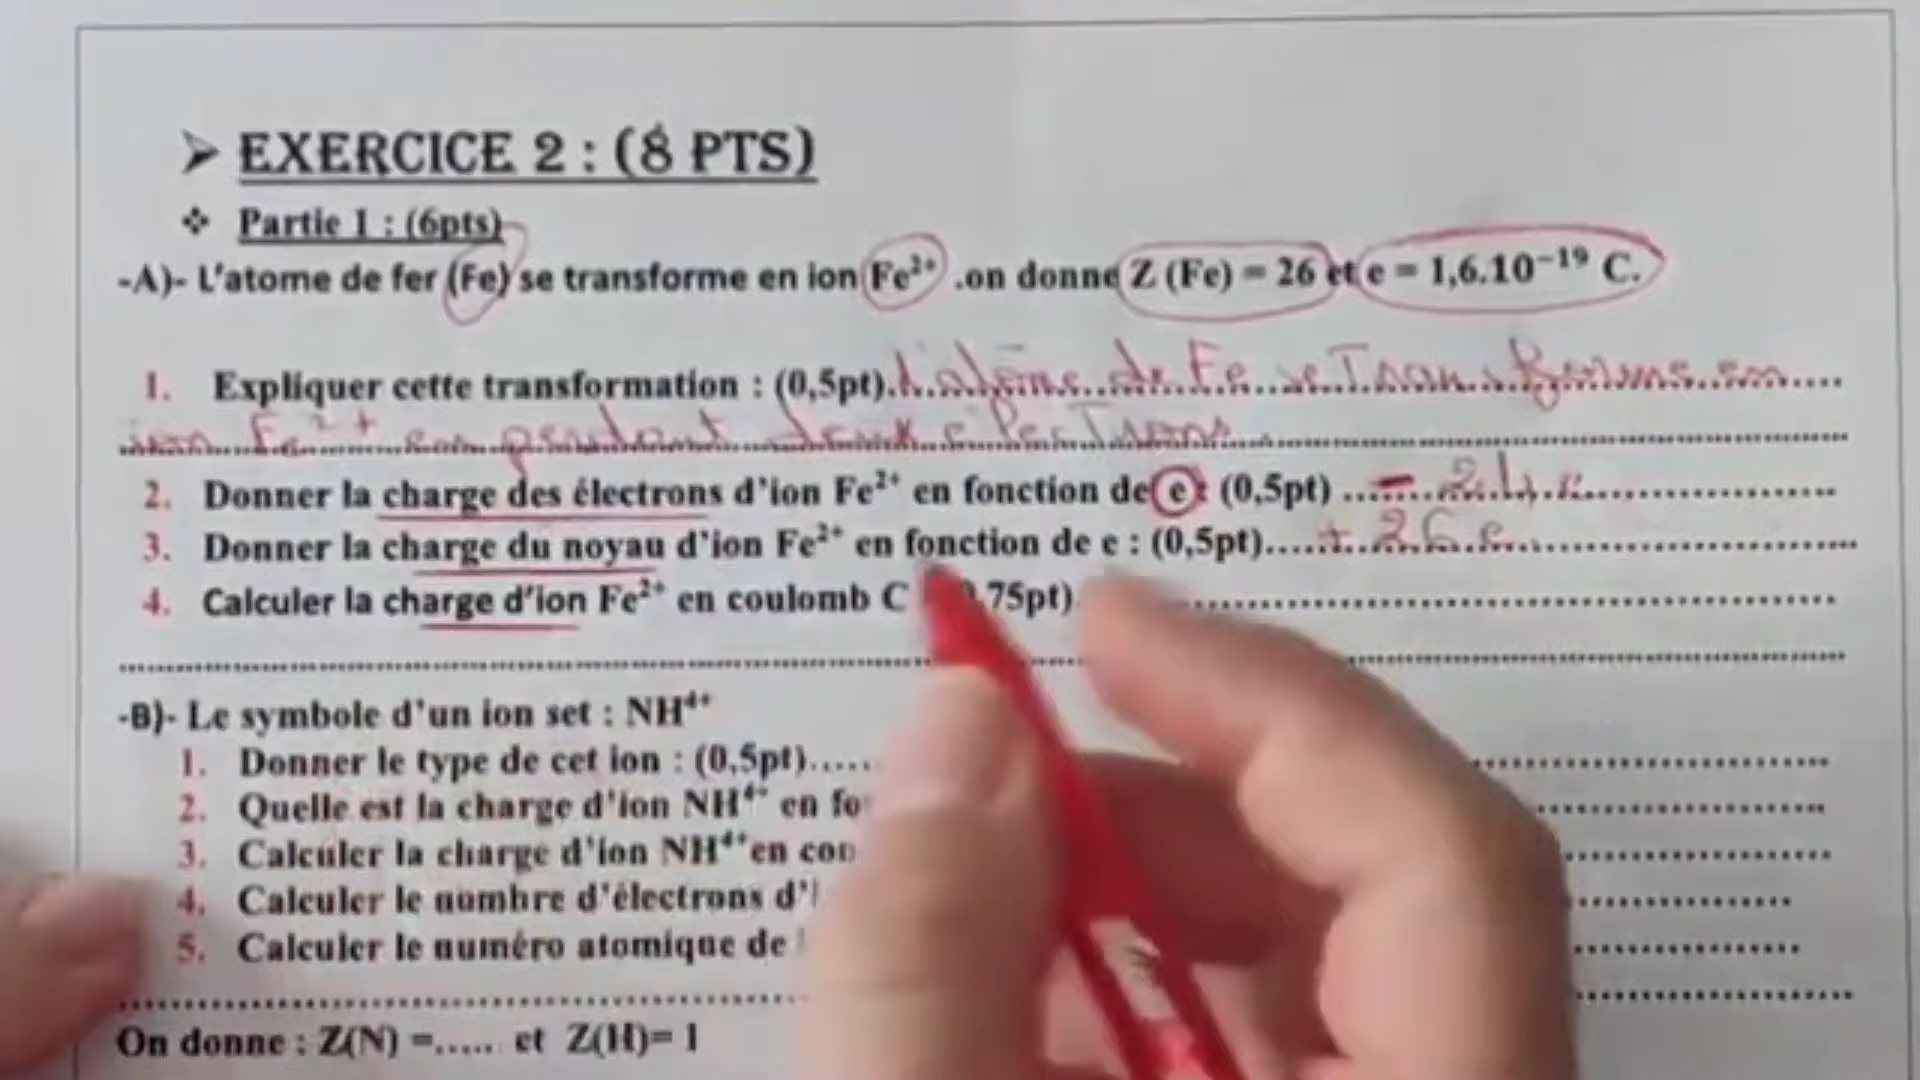 ➤ EXERCICE 2 : (8 PTS)
❖ Partie 1 : (6pts)
-A)- L'atome de fer (Fe) se transforme en ion Fe²⁺ .on donne Z (Fe) = 26 et e = 1,6.10⁻¹⁹ C.
1. Expliquer cette transformation : (0,5pt). L'atome de Fe se Transforme en
ion Fe²⁺ en perdant deux électrons.
2. Donner la charge des électrons d'ion Fe²⁺ en fonction de e : (0,5pt) ... - 24 e
3. Donner la charge du noyau d'ion Fe²⁺ en fonction de e : (0,5pt)..... + 26 e
4. Calculer la charge d'ion Fe²⁺ en coulomb C ,75pt)
-B)- Le symbole d'un ion set : NH⁴⁺
1. Donner le type de cet ion : (0,5pt).....
2. Quelle est la charge d'ion NH⁴⁺ en
3. Calculer la charge d'ion NH⁴⁺ en
4. Calculer le nombre d'électrons
5. Calculer le numéro atomique de
On donne : Z(N) =..... et Z(H)= 1